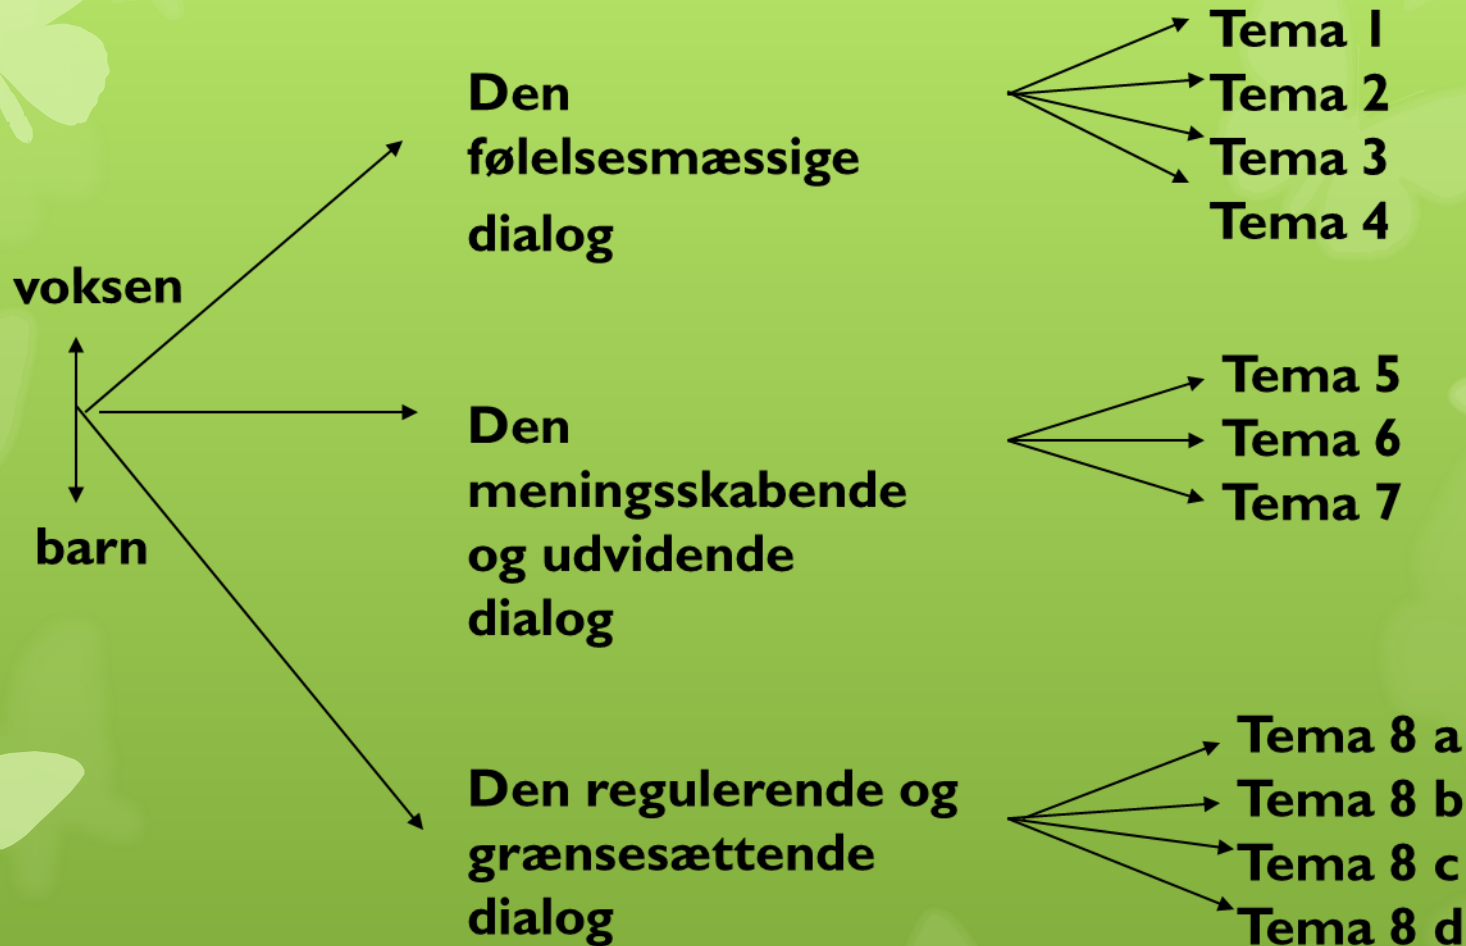 voksen
barn
Den
følelsesmæssige
dialog
Tema 1
Tema 2
Tema 3
Tema 4
Den
meningsskabende
og udvidende
dialog
Tema 5
Tema 6
Tema 7
Den regulerende og
grænsesættende
dialog
Tema 8 a
Tema 8 b
Tema 8 c
Tema 8 d